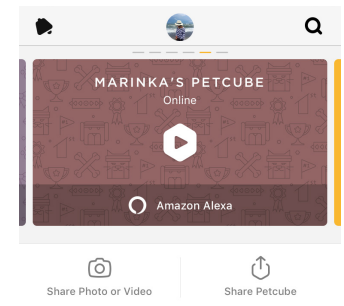 MARINKA'S PETCUBE
Online
Amazon Alexa
Share Photo or Video
Share Petcube